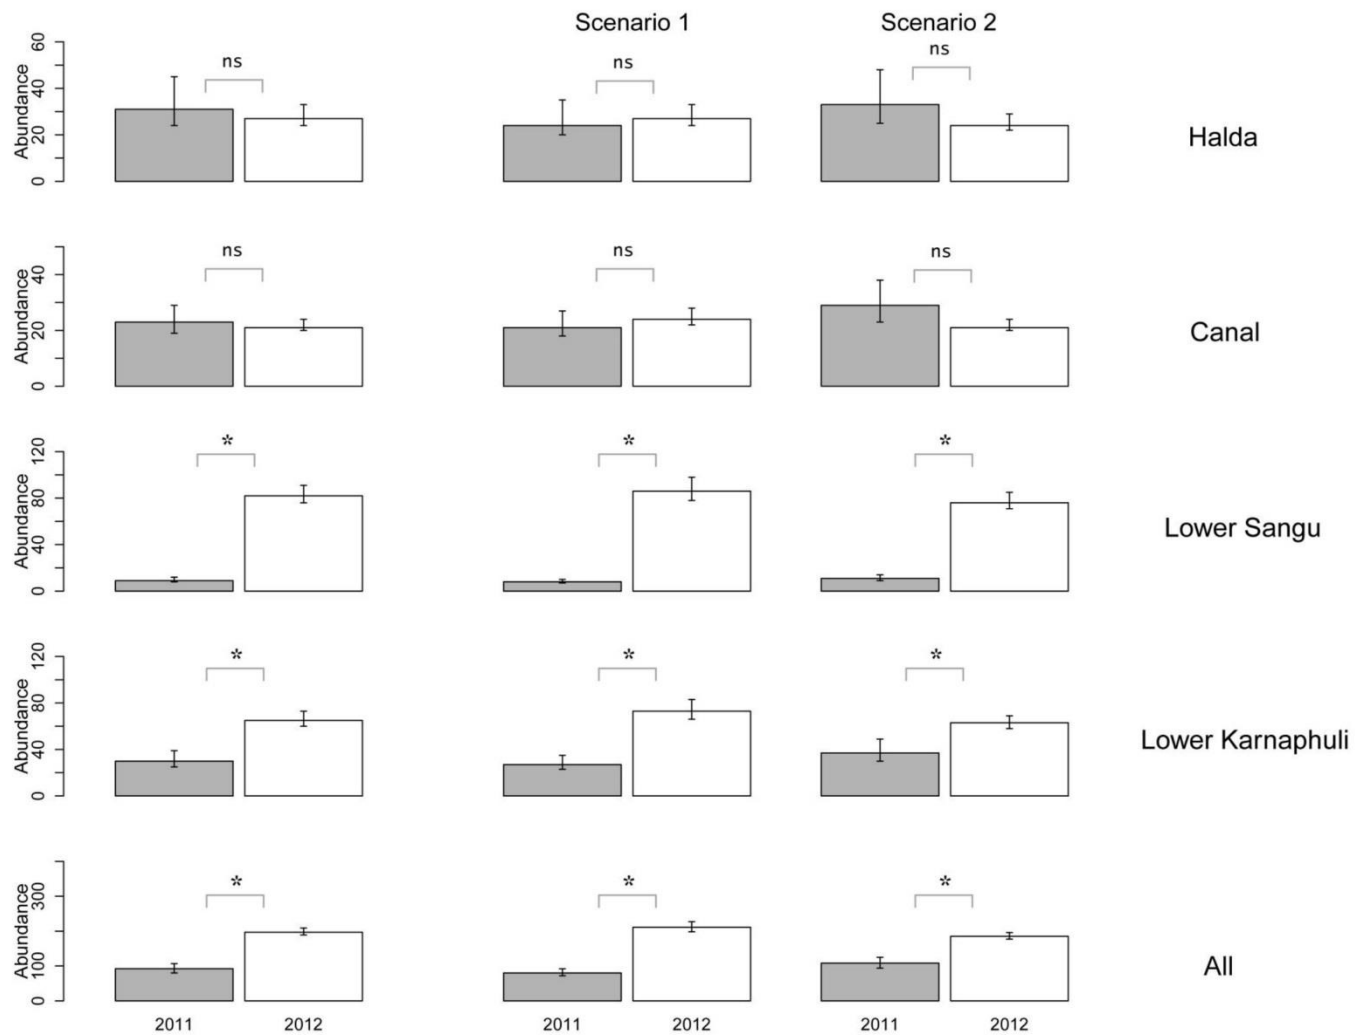 Scenario 1
Scenario 2
Abundance
0 20 40 60
ns
ns
ns
Halda
Abundance
0 20 40
ns
ns
ns
Canal
Abundance
0 40 80 120
*
*
*
Lower Sangu
Abundance
0 40 80 120
*
*
*
Lower Karnaphuli
Abundance
0 100 300
*
*
*
All
2011 2012 2011 2012 2011 2012